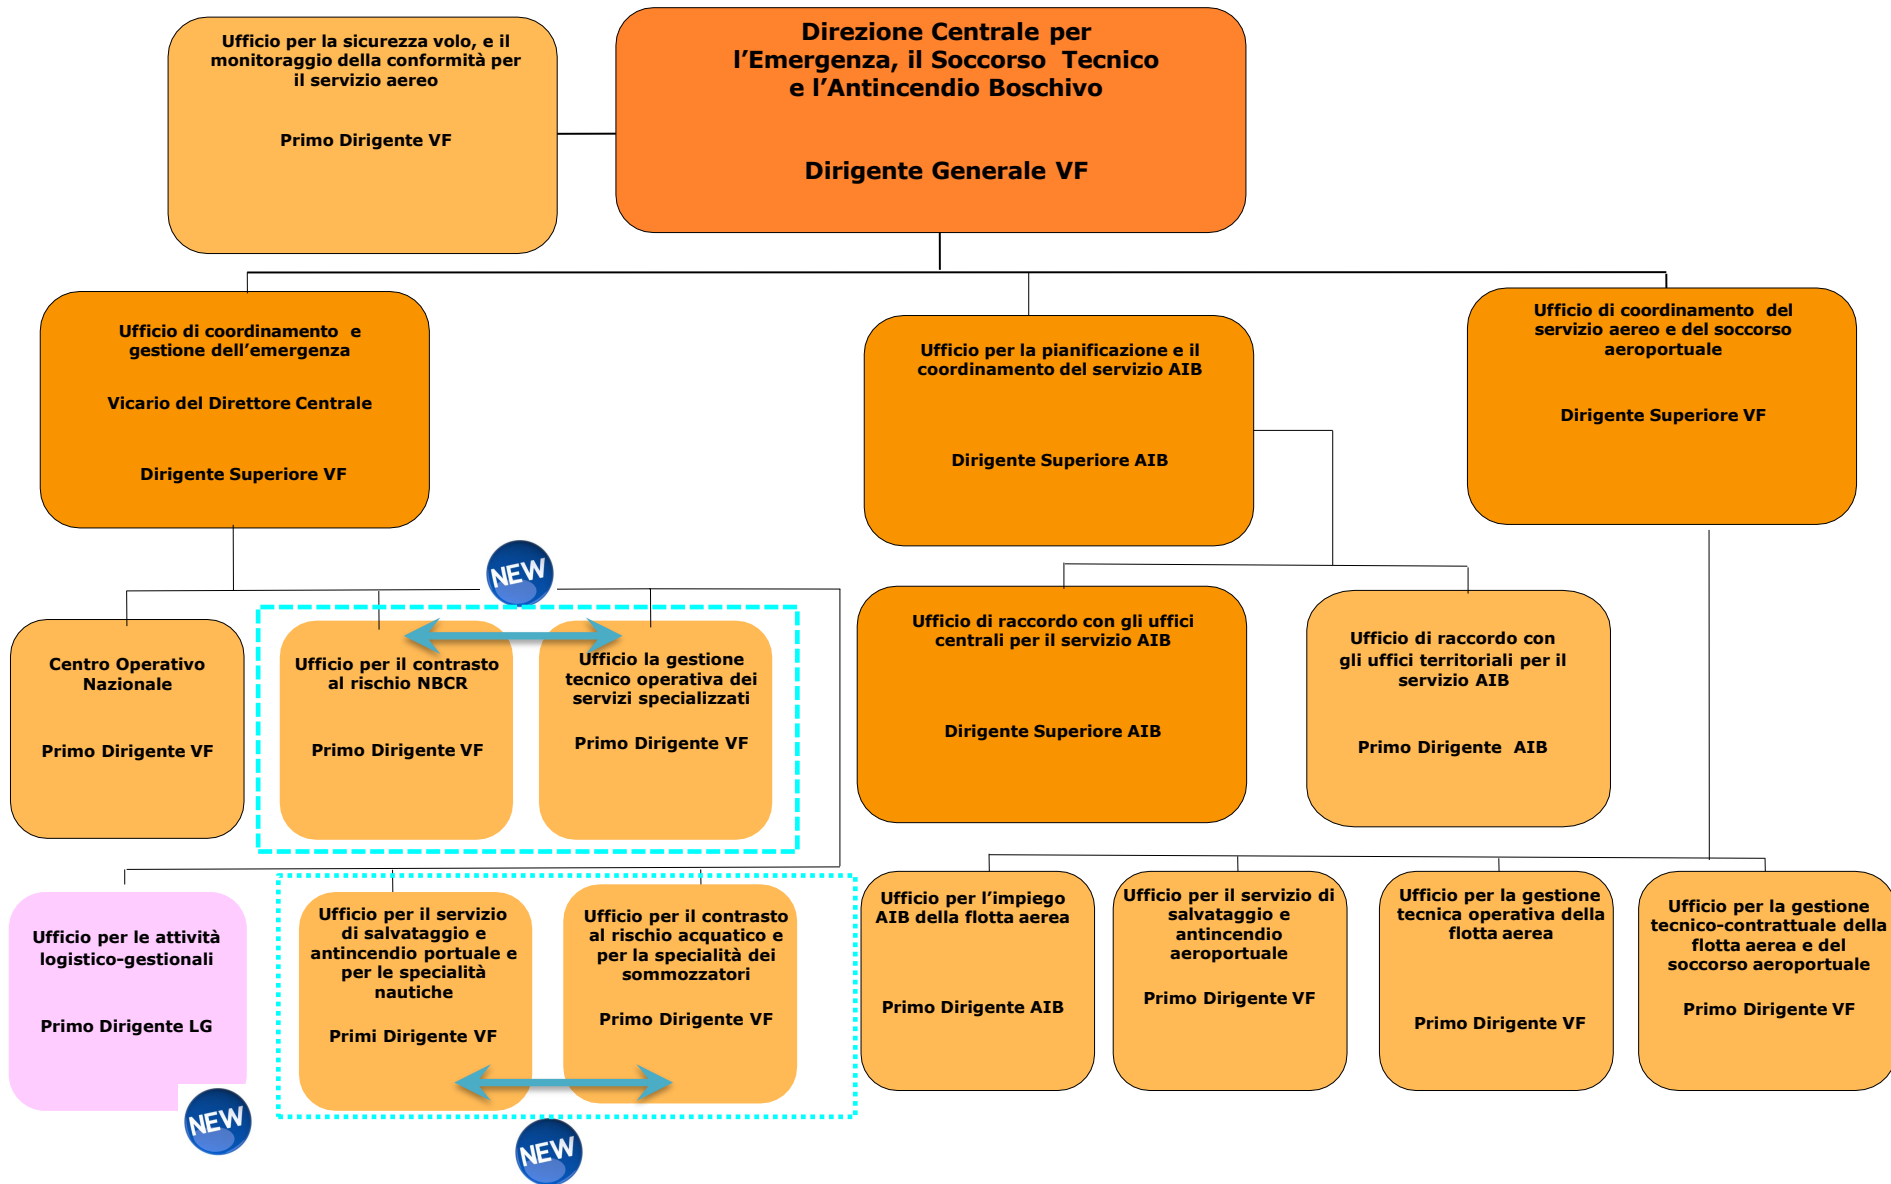 Ufficio per la sicurezza volo, e il
monitoraggio della conformità per
il servizio aereo
Primo Dirigente VF
Direzione Centrale per
l'Emergenza, il Soccorso Tecnico
e l'Antincendio Boschivo
Dirigente Generale VF
Ufficio di coordinamento e
gestione dell'emergenza
Vicario del Direttore Centrale
Dirigente Superiore VF
Ufficio per la pianificazione e il
coordinamento del servizio AIB
Dirigente Superiore AIB
Ufficio di coordinamento del
servizio aereo e del soccorso
aeroportuale
Dirigente Superiore VF
NEW
Centro Operativo
Nazionale
Primo Dirigente VF
Ufficio per il contrasto
al rischio NBCR
Primo Dirigente VF
Ufficio la gestione
tecnico operativa dei
servizi specializzati
Primo Dirigente VF
Ufficio di raccordo con gli uffici
centrali per il servizio AIB
Dirigente Superiore AIB
Ufficio di raccordo con
gli uffici territoriali per il
servizio AIB
Primo Dirigente AIB
Ufficio per le attività
logistico-gestionali
Primo Dirigente LG
NEW
Ufficio per il servizio
di salvataggio e
antincendio portuale e
per le specialità
nautiche
Primi Dirigente VF
Ufficio per il contrasto
al rischio acquatico e
per la specialità dei
sommozzatori
Primo Dirigente VF
NEW
Ufficio per l'impiego
AIB della flotta aerea
Primo Dirigente AIB
Ufficio per il servizio di
salvataggio e
antincendio
aeroportuale
Primo Dirigente VF
Ufficio per la gestione
tecnica operativa della
flotta aerea
Primo Dirigente VF
Ufficio per la gestione
tecnico-contrattuale della
flotta aerea e del
soccorso aeroportuale
Primo Dirigente VF